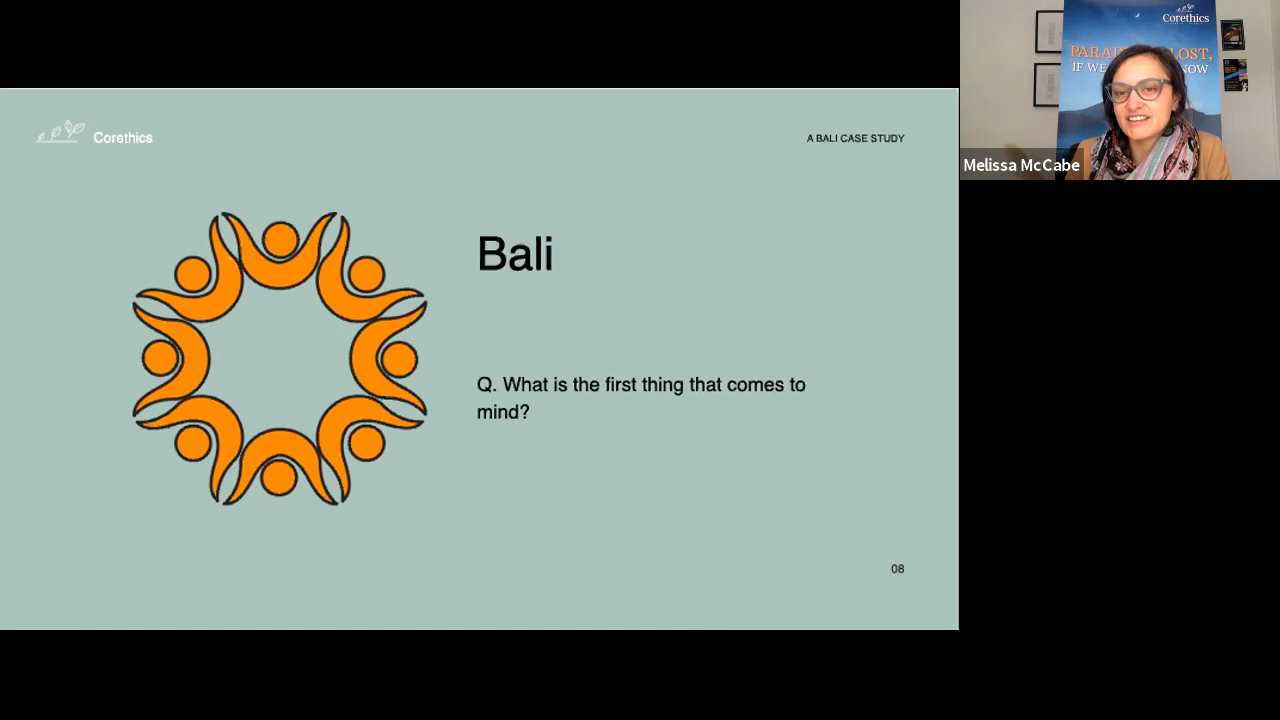 Corethics
A BALI CASE STUDY
Bali
Q. What is the first thing that comes to
mind?
08
Corethics
PARAD LOST,
IF WE NOW
Melissa McCabe